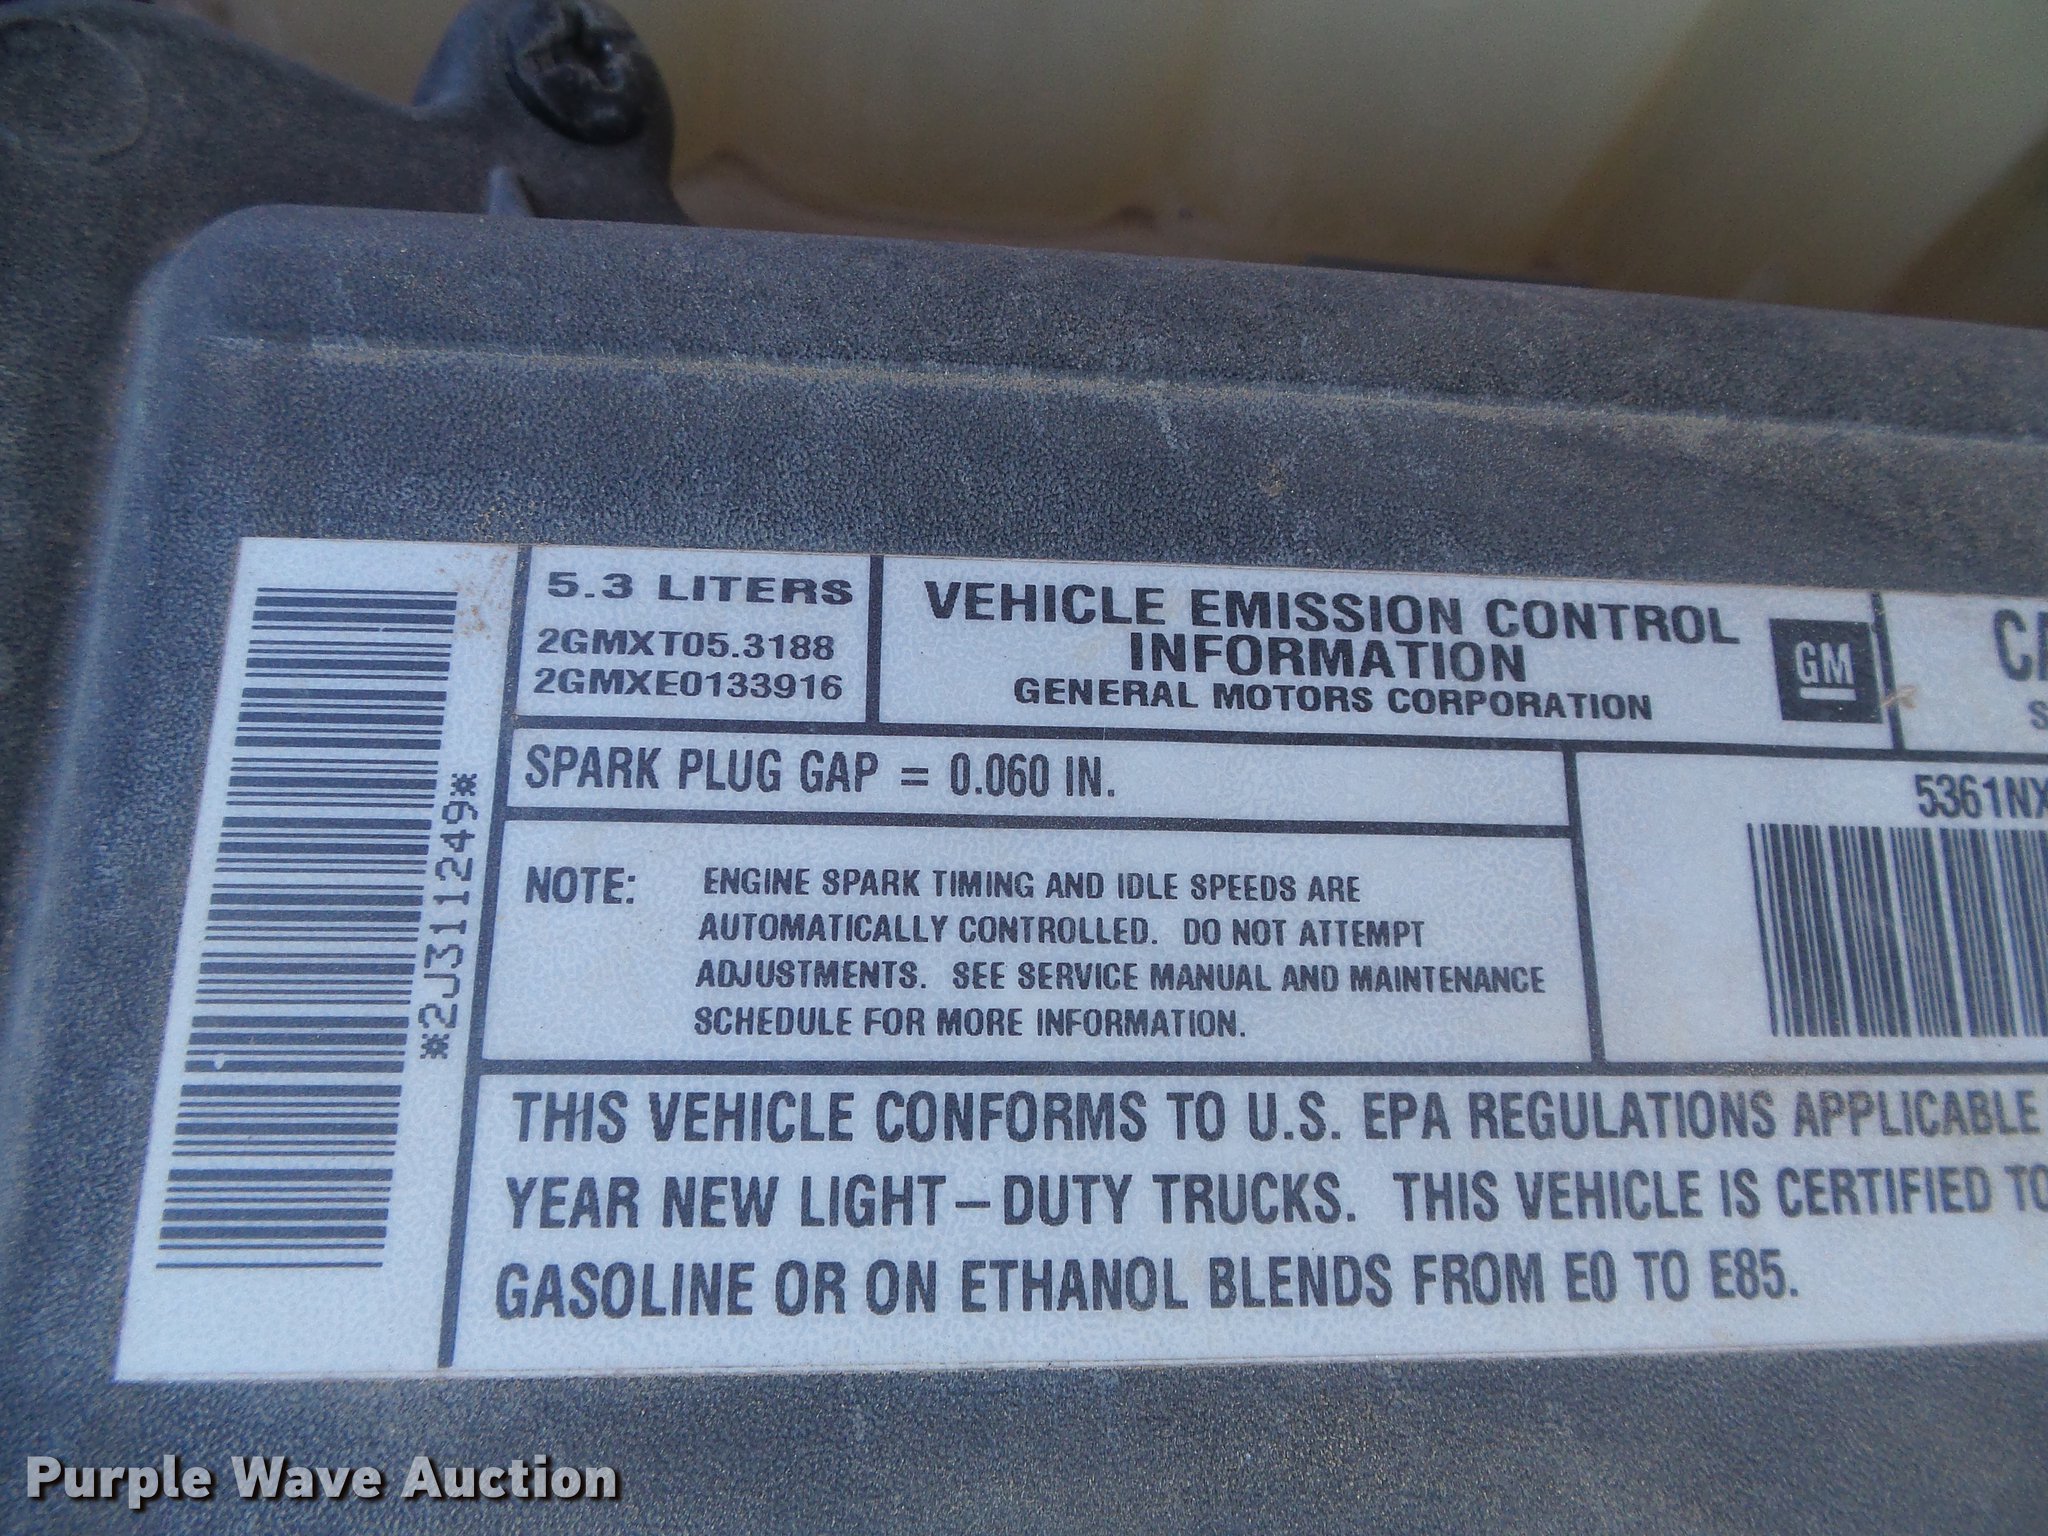 *2J311249*
5.3 LITERS
2GMXT05.3188
2GMXE0133916
VEHICLE EMISSION CONTROL
INFORMATION
GENERAL MOTORS CORPORATION
GM
SPARK PLUG GAP = 0.060 IN.
5361NX
NOTE: ENGINE SPARK TIMING AND IDLE SPEEDS ARE
AUTOMATICALLY CONTROLLED. DO NOT ATTEMPT
ADJUSTMENTS. SEE SERVICE MANUAL AND MAINTENANCE
SCHEDULE FOR MORE INFORMATION.
THIS VEHICLE CONFORMS TO U.S. EPA REGULATIONS APPLICABLE
YEAR NEW LIGHT-DUTY TRUCKS. THIS VEHICLE IS CERTIFIED TO
GASOLINE OR ON ETHANOL BLENDS FROM E0 TO E85.
Purple Wave Auction